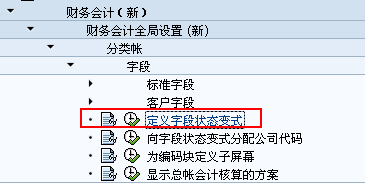 财务会计（新）
财务会计全局设置 (新)
分类帐
字段
标准字段
客户字段
定义字段状态变式
向字段状态变式分配公司代码
为编码块定义子屏幕
显示总帐会计核算的方案